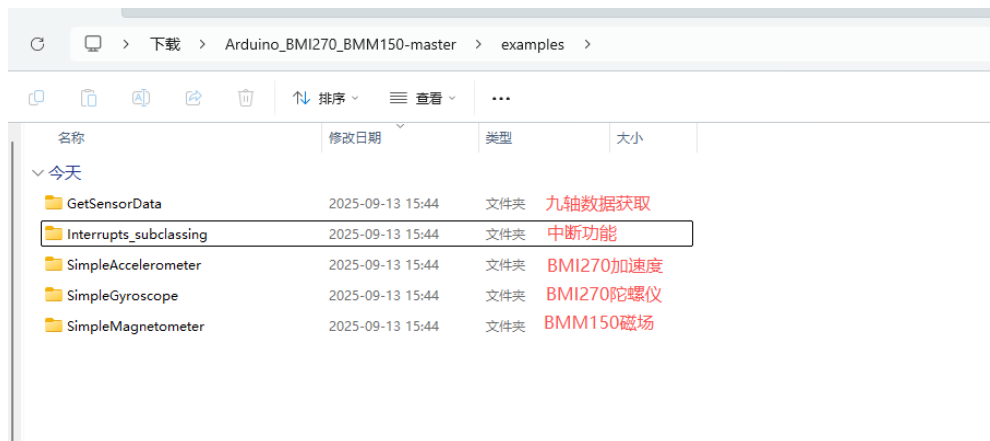 下载 > Arduino_BMI270_BMM150-master > examples >
排序 查看 ...
名称 修改日期 类型 大小
今天
GetSensorData 2025-09-13 15:44 文件夹 九轴数据获取
Interrupts_subclassing 2025-09-13 15:44 文件夹 中断功能
SimpleAccelerometer 2025-09-13 15:44 文件夹 BMI270加速度
SimpleGyroscope 2025-09-13 15:44 文件夹 BMI270陀螺仪
SimpleMagnetometer 2025-09-13 15:44 文件夹 BMM150磁场